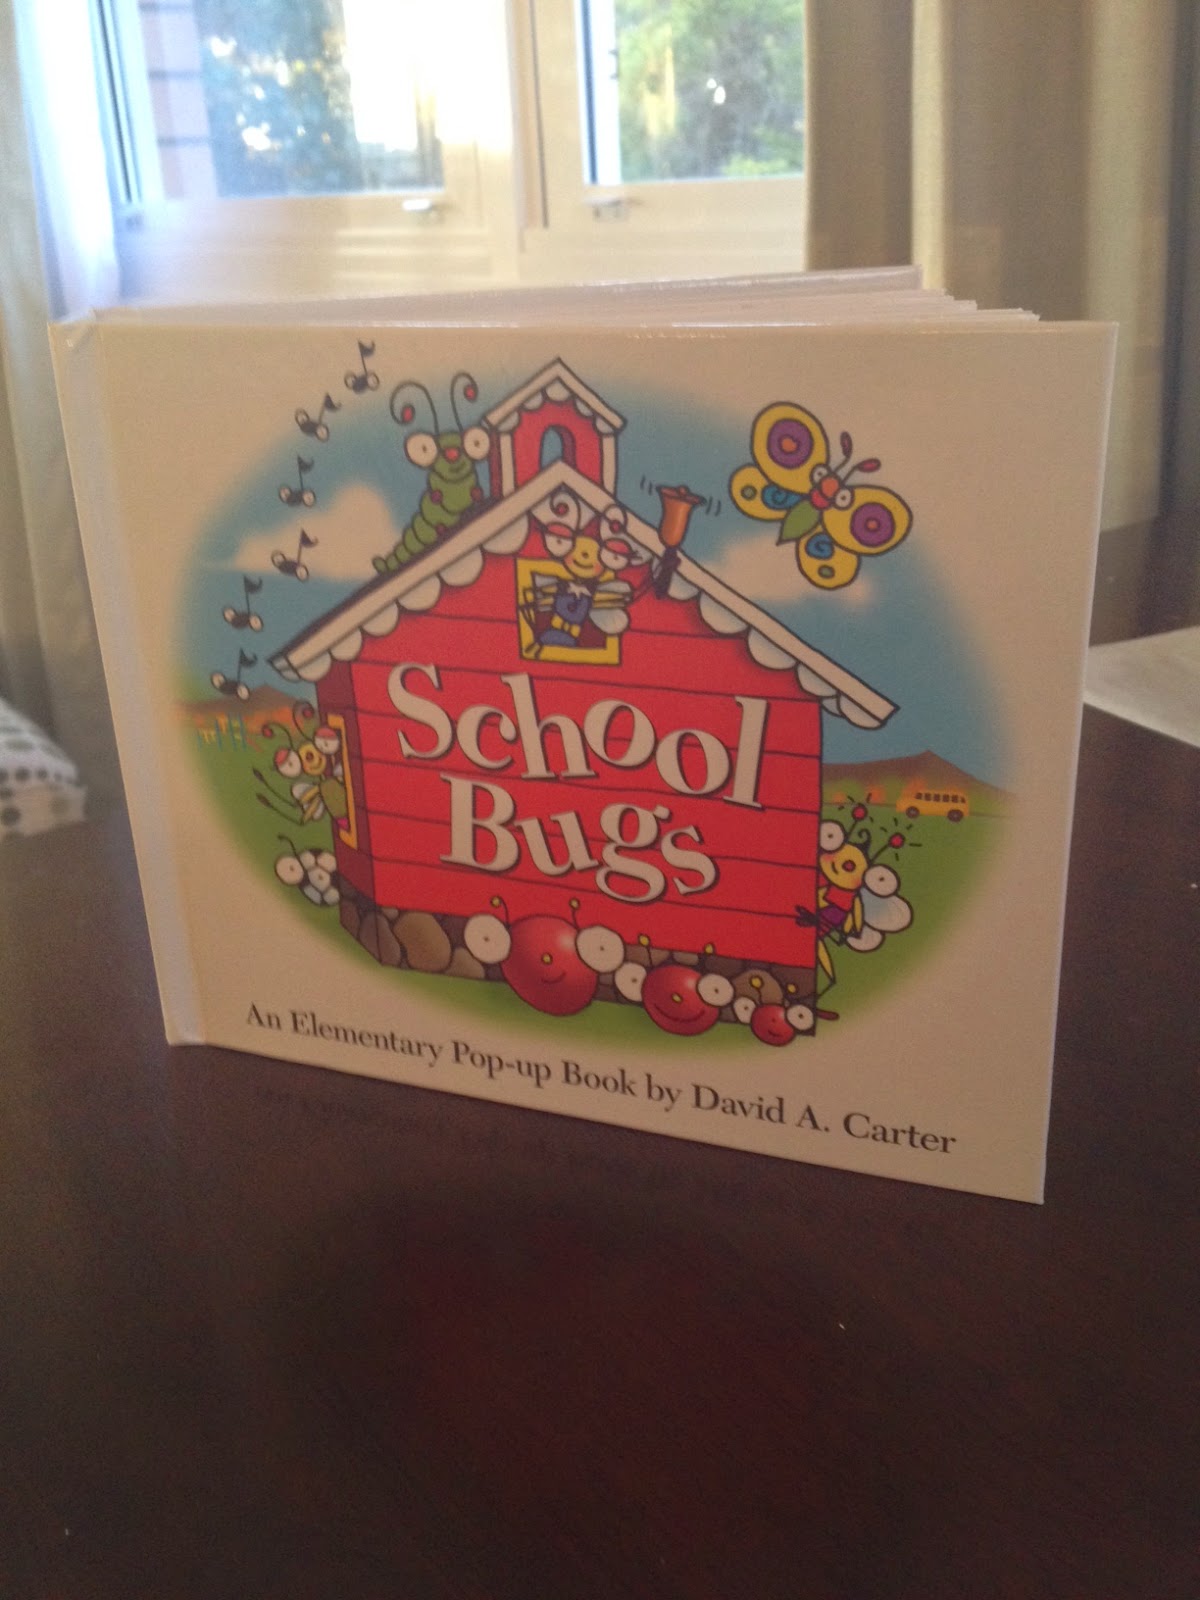 School
Bugs
An Elementary Pop-up Book by David A. Carter